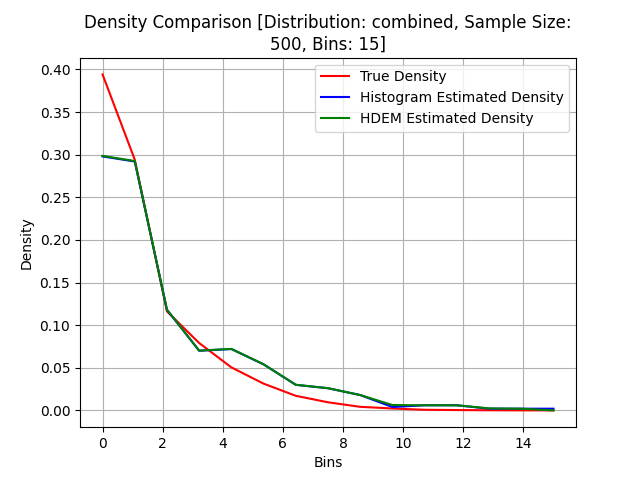 Density Comparison [Distribution: combined, Sample Size:
500, Bins: 15]
True Density
Histogram Estimated Density
HDEM Estimated Density
Density
0.40
0.35
0.30
0.25
0.20
0.15
0.10
0.05
0.00
0 2 4 6 8 10 12 14
Bins